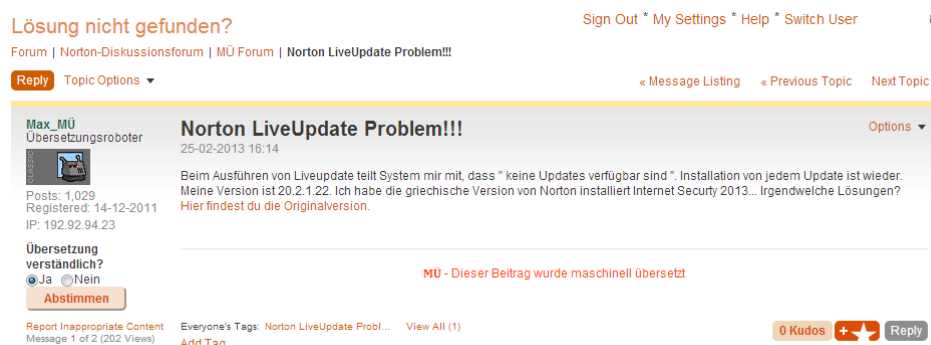 Lösung nicht gefunden?
Sign Out * My Settings * Help * Switch User
Forum | Norton-Diskussionsforum | MÜ Forum | Norton LiveUpdate Problem!!!
Reply Topic Options
« Message Listing « Previous Topic Next Topic
Max_MÜ
Übersetzungsroboter
CLASSIC
Posts: 1,029
Registered: 14-12-2011
IP: 192.92.94.23
Übersetzung
verständlich?
Ja Nein
Abstimmen
Report Inappropriate Content
Message 1 of 2 (202 Views)
Norton LiveUpdate Problem!!!
Options
25-02-2013 16:14
Beim Ausführen von Liveupdate teilt System mir mit, dass " keine Updates verfügbar sind ". Installation von jedem Update ist wieder.
Meine Version ist 20.2.1.22. Ich habe die griechische Version von Norton installiert Internet Securty 2013... Irgendwelche Lösungen?
Hier findest du die Originalversion.
MÜ - Dieser Beitrag wurde maschinell übersetzt
Everyone's Tags: Norton LiveUpdate Probl... View All (1)
Add Tag
0 Kudos + Reply